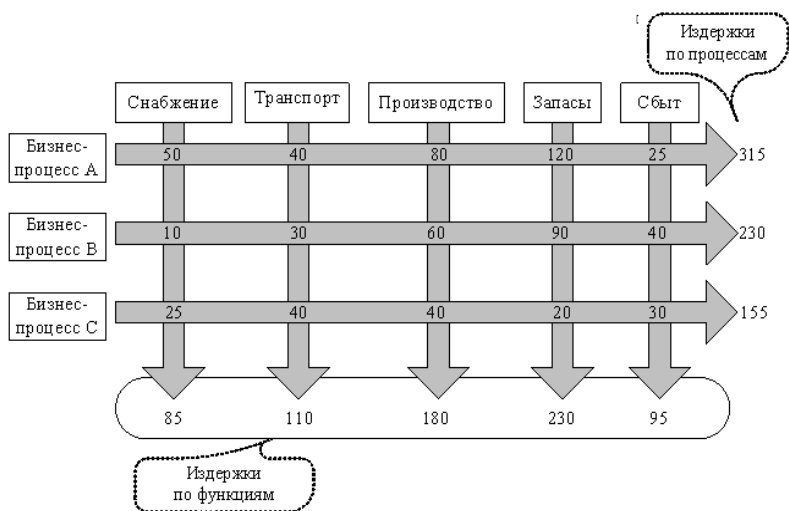 Издержки
по процессам
Снабжение Транспорт Производство Запасы Сбыт
Бизнес-
процесс А
50 40 80 120 25 315
Бизнес-
процесс В
10 30 60 90 40 230
Бизнес-
процесс С
25 40 40 20 30 155
85 110 180 230 95
Издержки
по функциям